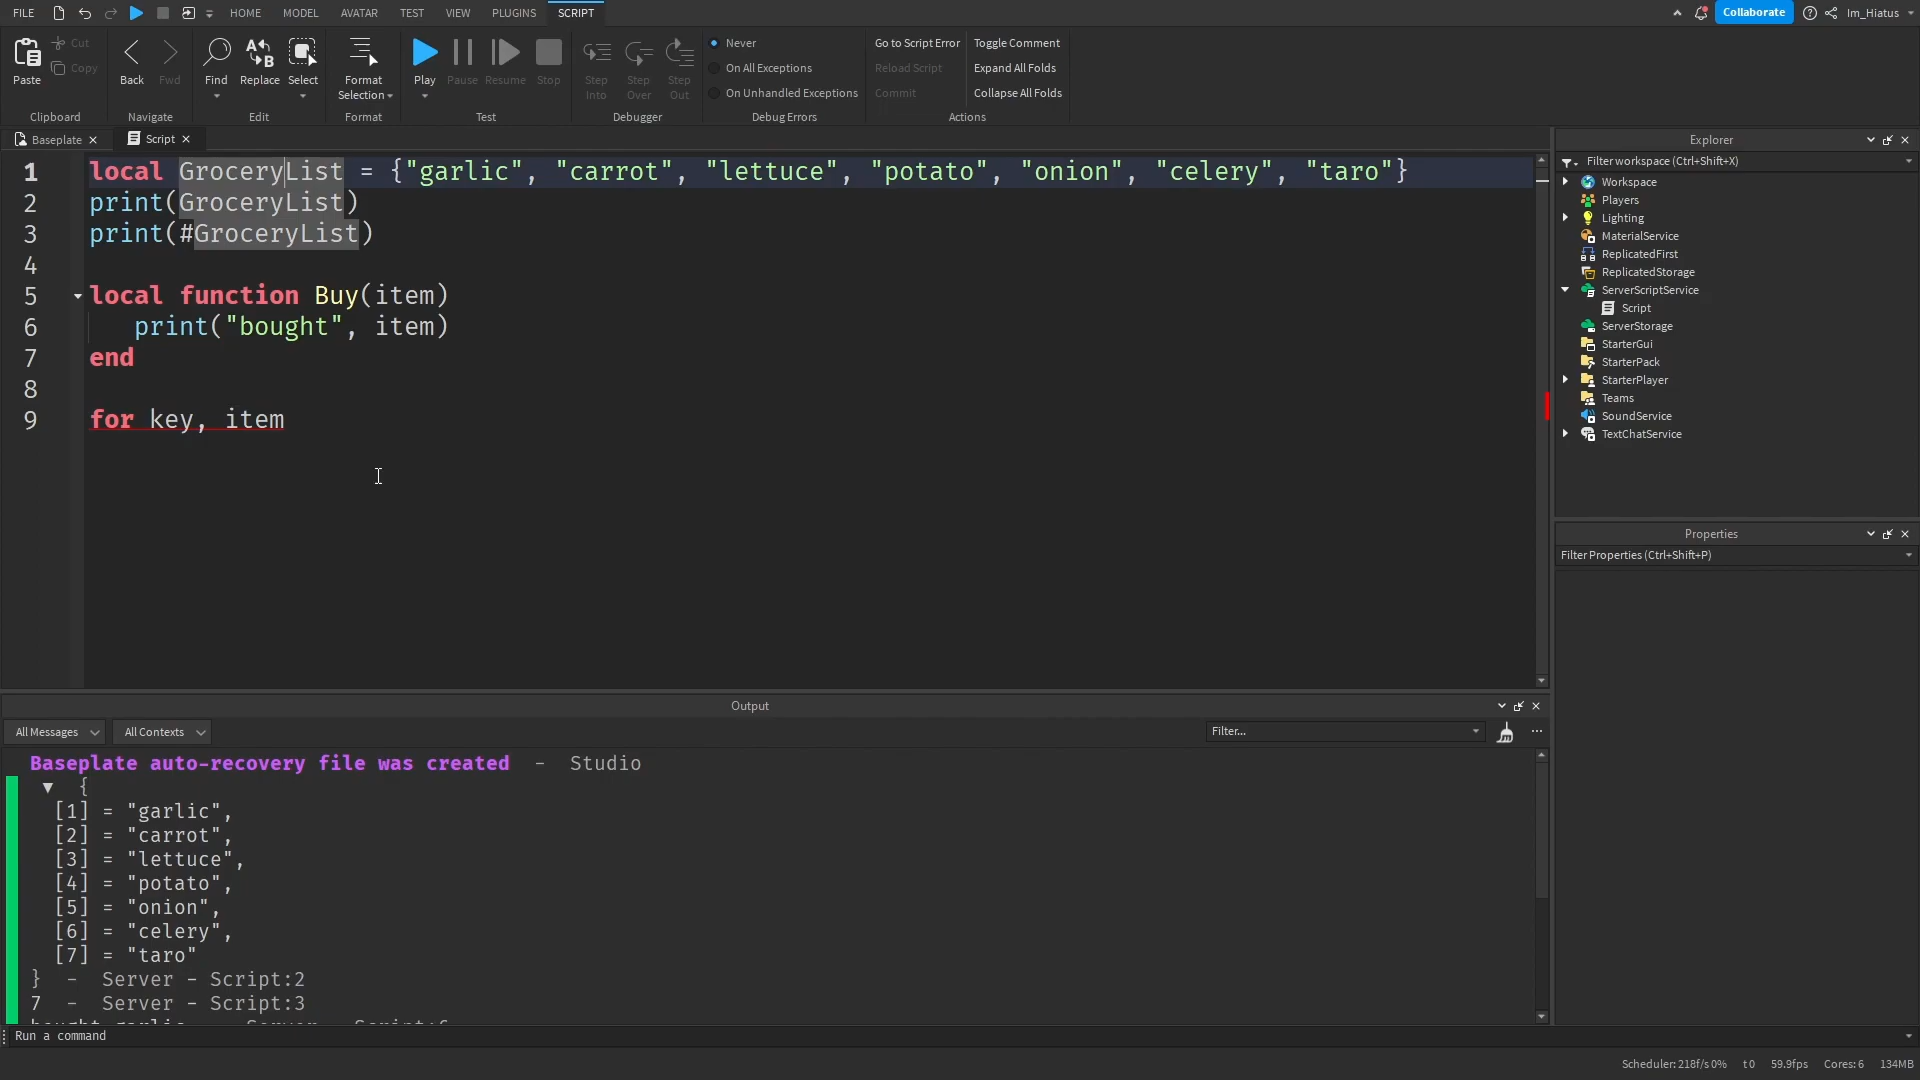 FILE HOME MODEL AVATAR TEST VIEW PLUGINS SCRIPT Collaborate Im_Hiatus
Paste Cut Copy
Back Fwd
Find Replace Select
Format Selection
Play Pause Resume Stop
Step Into Step Over Step Out
Never
On All Exceptions
On Unhandled Exceptions
Go to Script Error Toggle Comment
Reload Script Expand All Folds
Commit Collapse All Folds
Clipboard Navigate Edit Format Test Debugger Debug Errors Actions
Baseplate Script
1 local GroceryList = {"garlic", "carrot", "lettuce", "potato", "onion", "celery", "taro"}
2 print(GroceryList)
3 print(#GroceryList)
4
5 local function Buy(item)
6 print("bought", item)
7 end
8
9 for key, item
Explorer
Filter workspace (Ctrl+Shift+X)
Workspace
Players
Lighting
MaterialService
ReplicatedFirst
ReplicatedStorage
ServerScriptService
Script
ServerStorage
StarterGui
StarterPack
StarterPlayer
Teams
SoundService
TextChatService
Properties
Filter Properties (Ctrl+Shift+P)
Output
All Messages All Contexts Filter...
Baseplate auto-recovery file was created - Studio
▼ {
[1] = "garlic",
[2] = "carrot",
[3] = "lettuce",
[4] = "potato",
[5] = "onion",
[6] = "celery",
[7] = "taro"
} - Server - Script:2
7 - Server - Script:3
Run a command
Scheduler: 218f/s 0% t 0 59.9fps Cores: 6 134MB